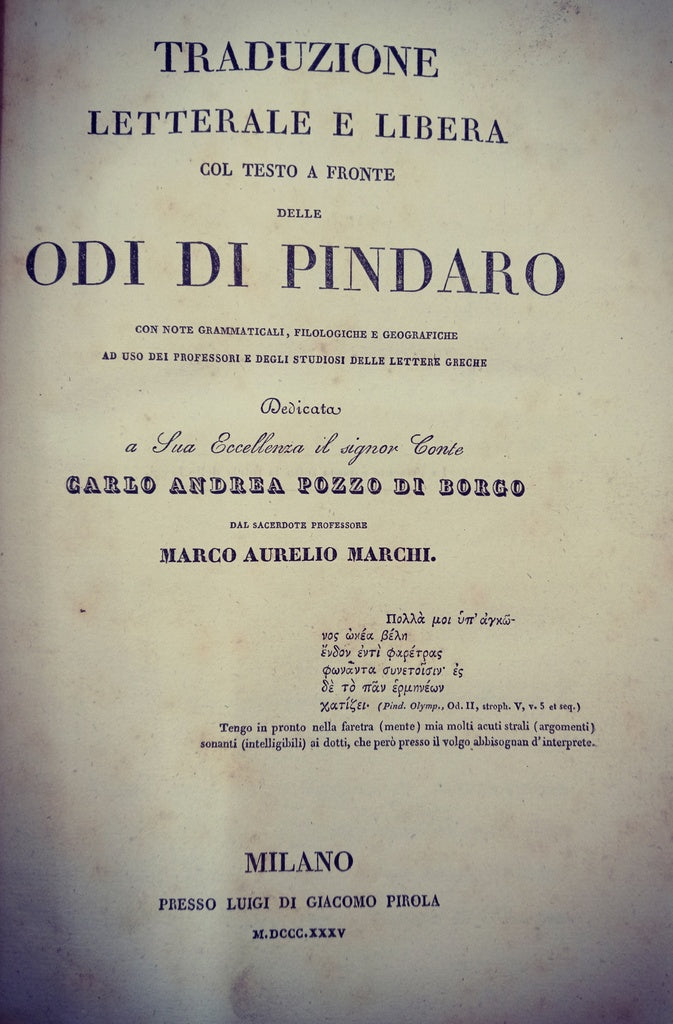 TRADUZIONE
LETTERALE E LIBERA
COL TESTO A FRONTE
DELLE
ODI DI PINDARO
CON NOTE GRAMMATICALI, FILOLOGICHE E GEOGRAFICHE
AD USO DEI PROFESSORI E DEGLI STUDIOSI DELLE LETTERE GRECHE
Dedicata
a Sua Eccellenza il signor Conte
CARLO ANDREA POZZO DI BORGO
DAL SACERDOTE PROFESSORE
MARCO AURELIO MARCHI.
Πολλά μοι ὑπ' ἀγκῶ-
νος ὠκέα βέλη
ἔνδον ἐντὶ φαρέτρας
φωνᾶντα συνετοῖσιν· ἐς
δὲ τὸ πᾶν ἑρμηνέων
χατίζει· (Pind. Olymp., Od. II, stroph. V, v. 5 et seq.)
Tengo in pronto nella faretra (mente) mia molti acuti strali (argomenti)
sonanti (intelligibili) ai dotti, che però presso il volgo abbisognan d'interprete.
MILANO
PRESSO LUIGI DI GIACOMO PIROLA
M.DCCC.XXXV